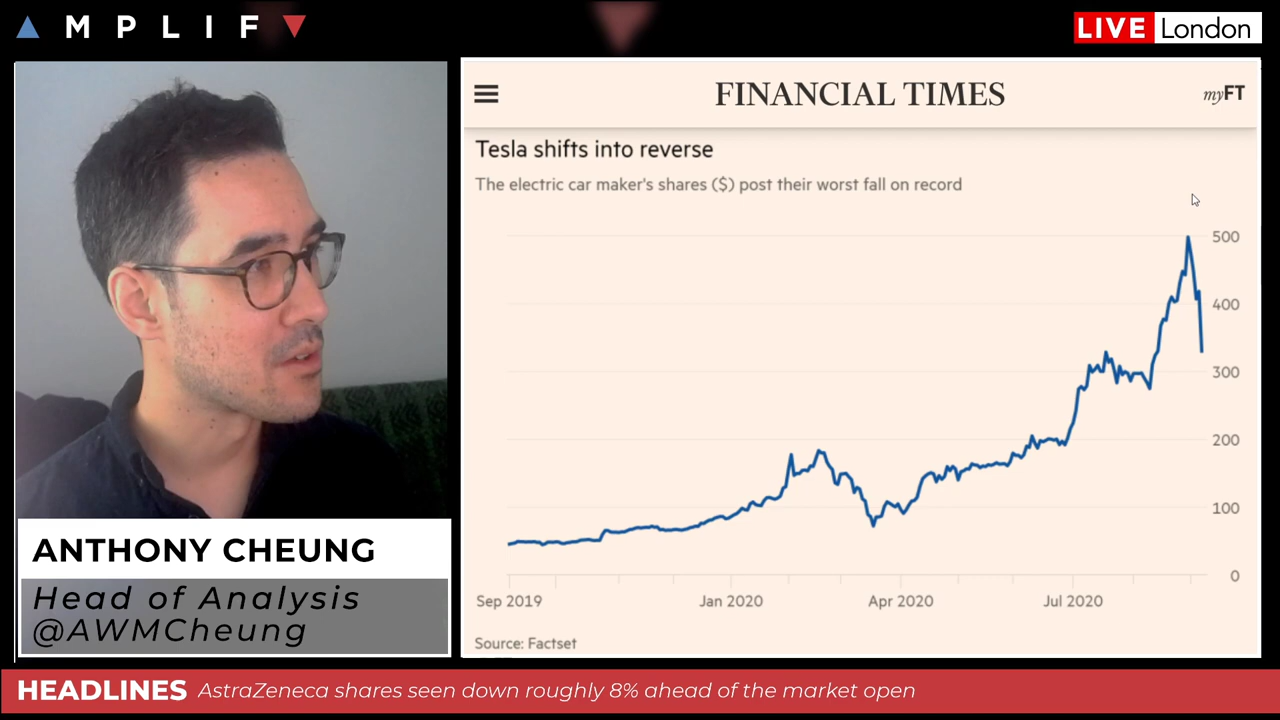 ▲ M P L I F ▼
LIVE London
FINANCIAL TIMES
myFT
Tesla shifts into reverse
The electric car maker's shares ($) post their worst fall on record
500
400
300
200
100
0
Sep 2019 Jan 2020 Apr 2020 Jul 2020
Source: Factset
ANTHONY CHEUNG
Head of Analysis
@AWMCheung
HEADLINES AstraZeneca shares seen down roughly 8% ahead of the market open